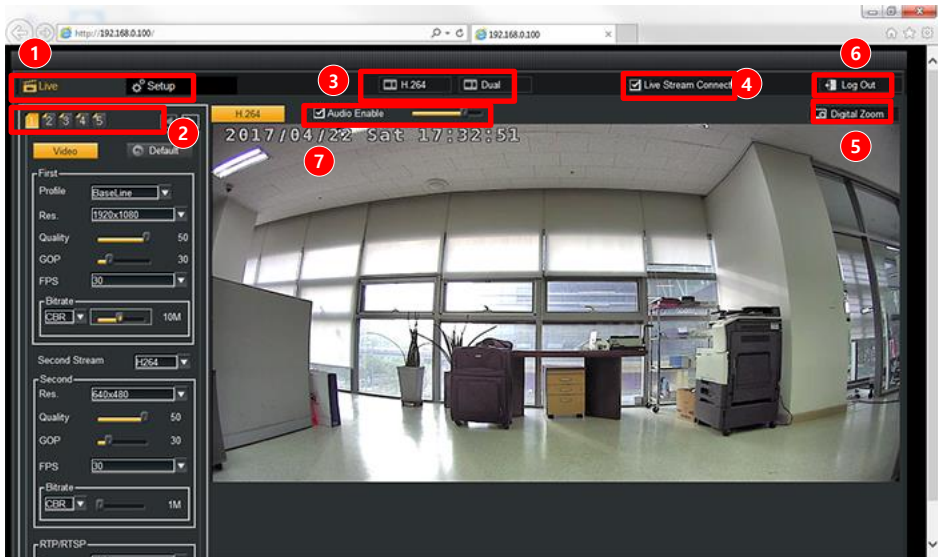 http://192.168.0.100/
192.168.0.100
1
6
Live
Setup
3
H.264
Dual
Live Stream Connect
4
Log Out
1 2 3 4 5
2
H.264
Audio Enable
Digital Zoom
7
5
2017/04/22 Sat 17:32:51
Video
Default
First
Profile BaseLine
Res. 1920x1080
Quality 50
GOP 30
FPS 30
Bitrate
CBR 10M
Second Stream H264
Second
Res. 640x480
Quality 50
GOP 30
FPS 30
Bitrate
CBR 1M
RTP/RTSP